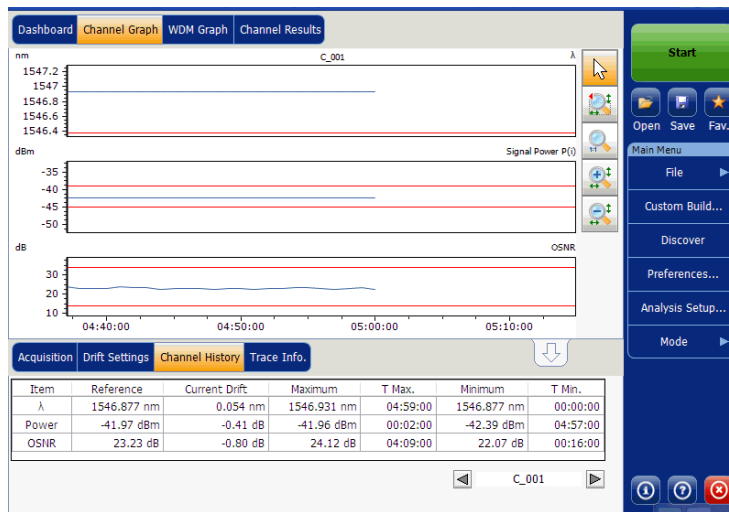 Dashboard Channel Graph WDM Graph Channel Results
nm C_001 λ
1547.2
1547
1546.8
1546.6
1546.4
dBm Signal Power P(i)
-35
-40
-45
-50
dB OSNR
30
20
10
04:40:00 04:50:00 05:00:00 05:10:00
Acquisition Drift Settings Channel History Trace Info.
Item Reference Current Drift Maximum T Max. Minimum T Min.
λ 1546.877 nm 0.054 nm 1546.931 nm 04:59:00 1546.877 nm 00:00:00
Power -41.97 dBm -0.41 dB -41.96 dBm 00:02:00 -42.39 dBm 04:57:00
OSNR 23.23 dB -0.80 dB 24.12 dB 04:09:00 22.07 dB 00:16:00
C_001
Start
Open Save Fav.
Main Menu
File
Custom Build...
Discover
Preferences...
Analysis Setup...
Mode
1:1